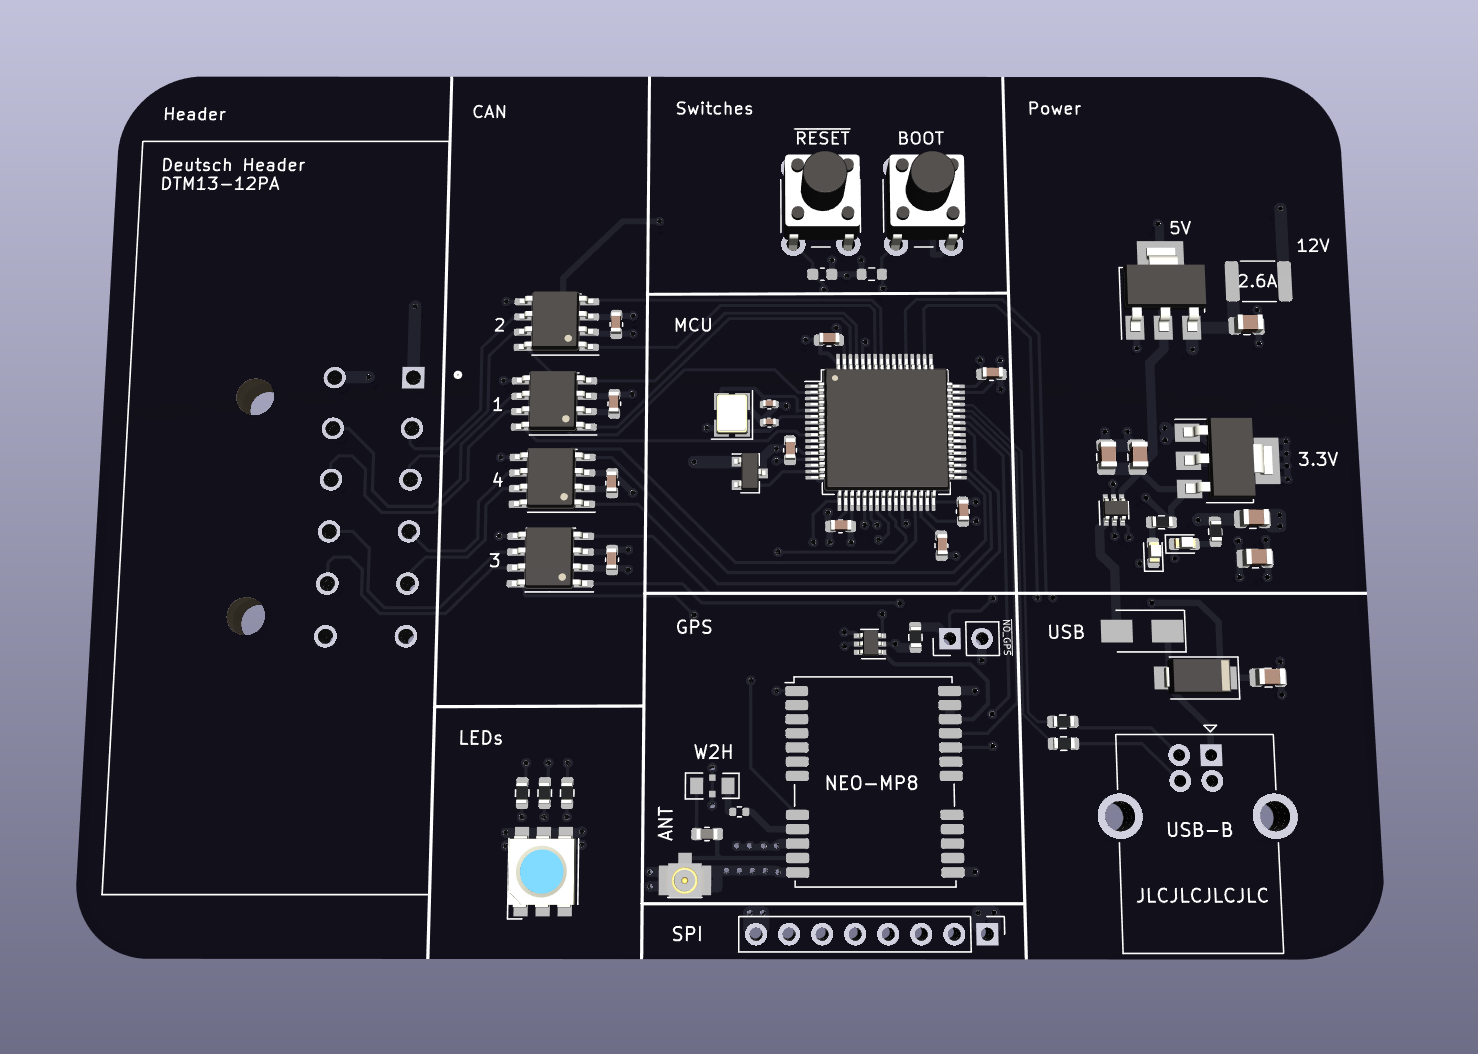 Header
CAN
Switches
Power
RESET
BOOT
Deutsch Header
DTM13-12PA
5V
12V
2.6A
2
MCU
1
3.3V
4
3
GPS
NO_GPS
USB
LEDs
W2H
NEO-MP8
ANT
USB-B
JLCJLCJLCJLC
SPI